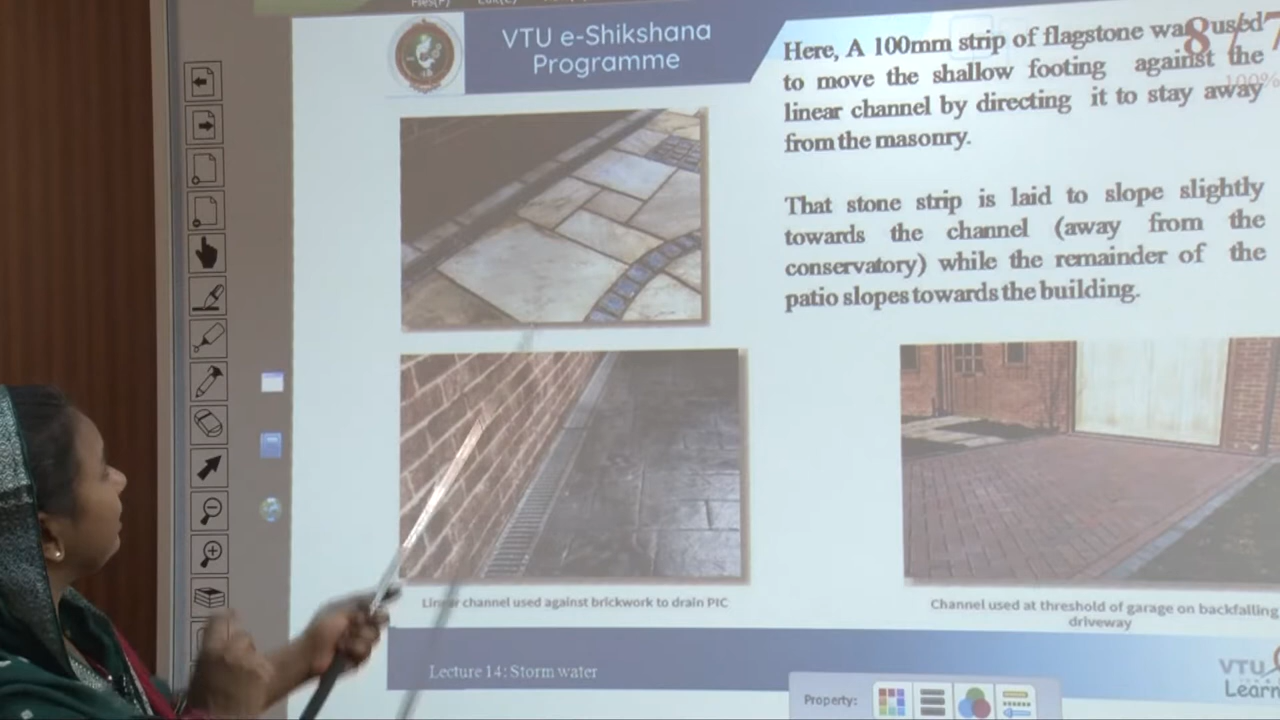 VTU e-Shikshana
Programme
Here, A 100mm strip of flagstone was used
to move the shallow footing against the
linear channel by directing it to stay away
from the masonry.
8/7
100%
That stone strip is laid to slope slightly
towards the channel (away from the
conservatory) while the remainder of the
patio slopes towards the building.
Linear channel used against brickwork to drain PIC
Channel used at threshold of garage on backfalling
driveway
Lecture 14: Storm water
VTU
Learn
Property: